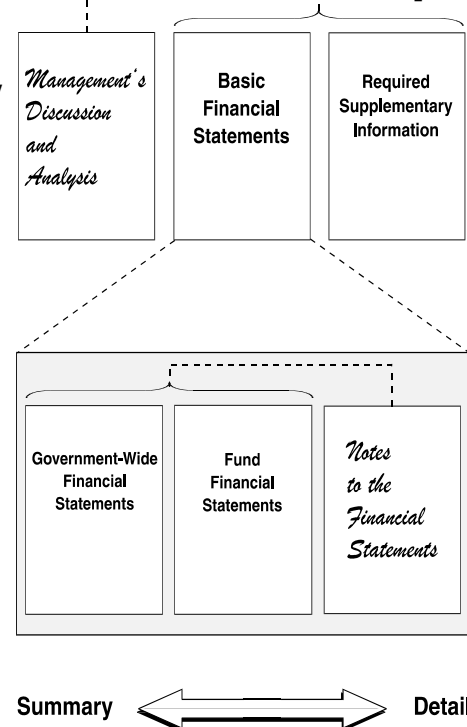 Management's
Discussion
and
Analysis
Basic
Financial
Statements
Required
Supplementary
Information
Government-Wide
Financial
Statements
Fund
Financial
Statements
Notes
to the
Financial
Statements
Summary
Detail